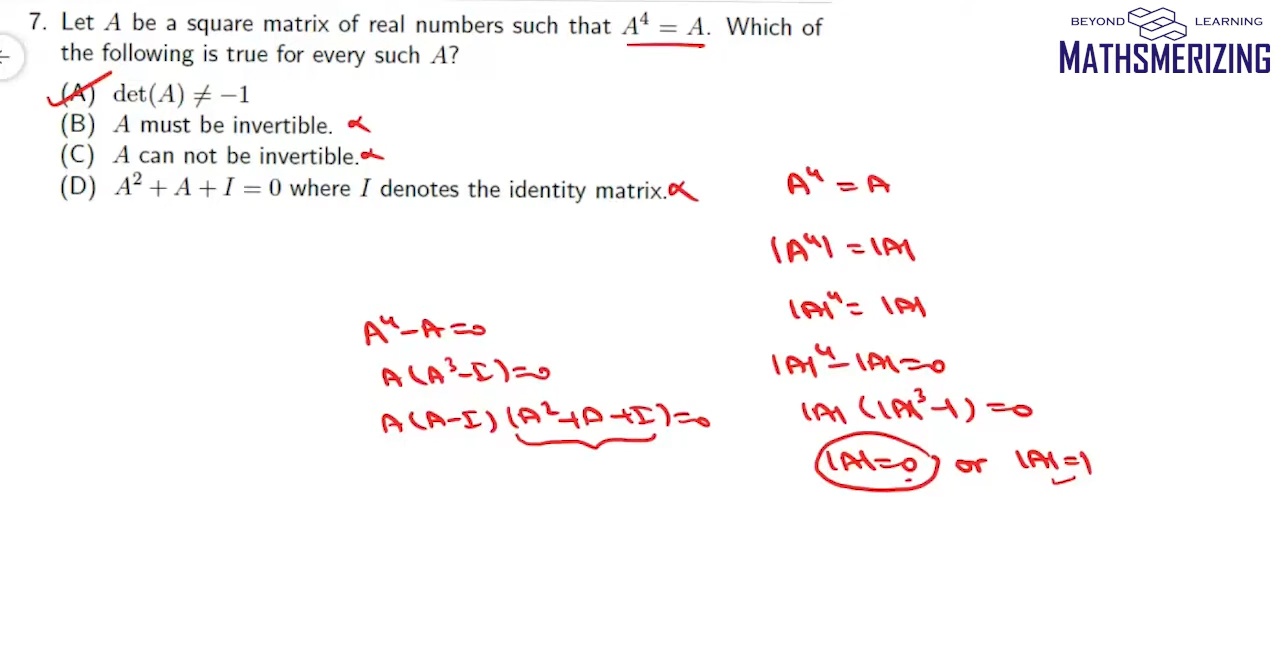 7. Let A be a square matrix of real numbers such that A⁴ = A. Which of
the following is true for every such A?
(A) det(A) ≠ −1
(B) A must be invertible. ×
(C) A can not be invertible. ×
(D) A² + A + I = 0 where I denotes the identity matrix. ×
BEYOND LEARNING
MATHSMERIZING
A⁴ = A
|A⁴| = |A|
|A|⁴ = |A|
|A|⁴ − |A| = 0
|A| (|A|³ − 1) = 0
|A| = 0 or |A| = 1
A⁴ − A = 0
A(A³ − I) = 0
A(A − I)(A² + A + I) = 0